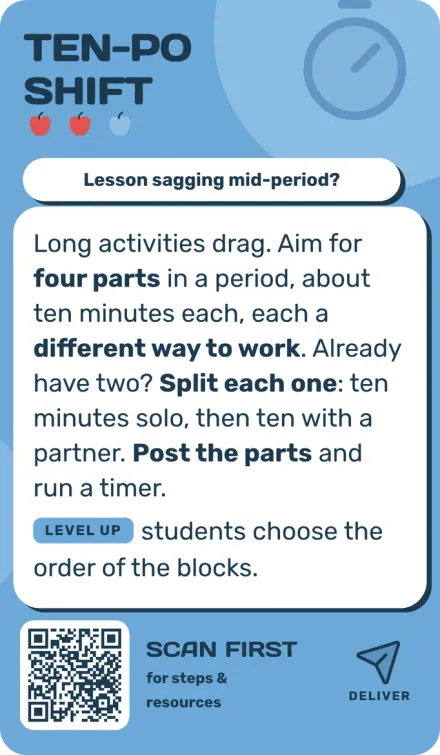 TEN-PO
SHIFT
Lesson sagging mid-period?
Long activities drag. Aim for
four parts in a period, about
ten minutes each, each a
different way to work. Already
have two? Split each one: ten
minutes solo, then ten with a
partner. Post the parts and
run a timer.
LEVEL UP students choose the
order of the blocks.
SCAN FIRST
for steps &
resources
DELIVER